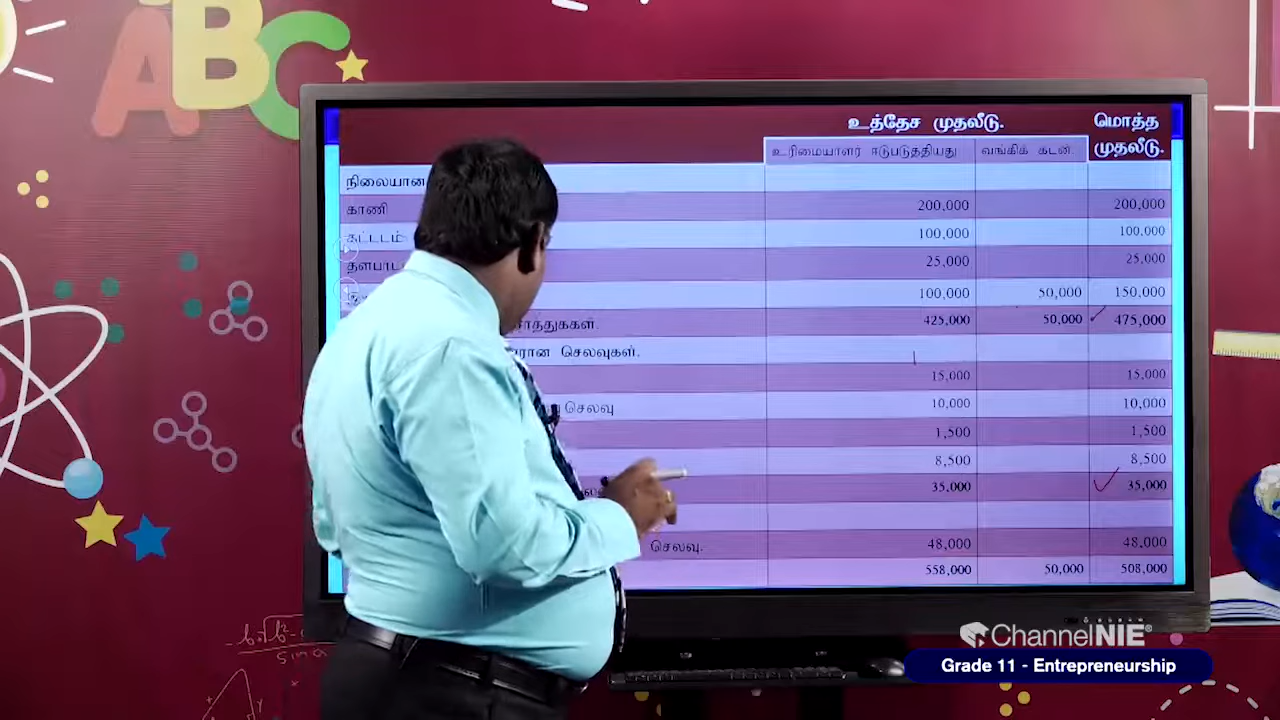 ABC
உத்தேச முதலீடு. மொத்த
உரிமையாளர் ஈடுபடுத்தியது வங்கிக் கடன். முதலீடு.
நிலையான
காணி 200,000 200,000
கட்டடம் 100,000 100,000
தளபா 25,000 25,000
100,000 50,000 150,000
சொத்துககள். 425,000 50,000 475,000
செலவுகள்.
15,000 15,000
செலவு 10,000 10,000
1,500 1,500
8,500 8,500
35,000 35,000
செலவு. 48,000 48,000
558,000 50,000 508,000
ChannelNIE®
Grade 11 - Entrepreneurship